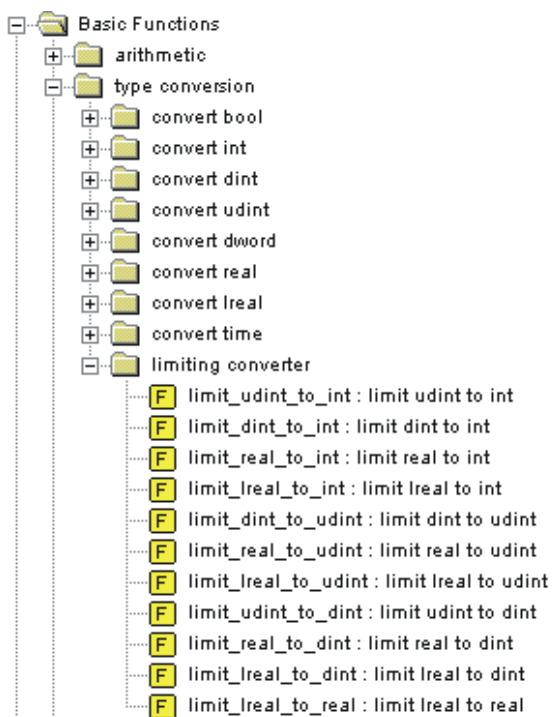 Basic Functions
arithmetic
type conversion
convert bool
convert int
convert dint
convert udint
convert dword
convert real
convert lreal
convert time
limiting converter
F limit_udint_to_int : limit udint to int
F limit_dint_to_int : limit dint to int
F limit_real_to_int : limit real to int
F limit_lreal_to_int : limit lreal to int
F limit_dint_to_udint : limit dint to udint
F limit_real_to_udint : limit real to udint
F limit_lreal_to_udint : limit lreal to udint
F limit_udint_to_dint : limit udint to dint
F limit_real_to_dint : limit real to dint
F limit_lreal_to_dint : limit lreal to dint
F limit_lreal_to_real : limit lreal to real